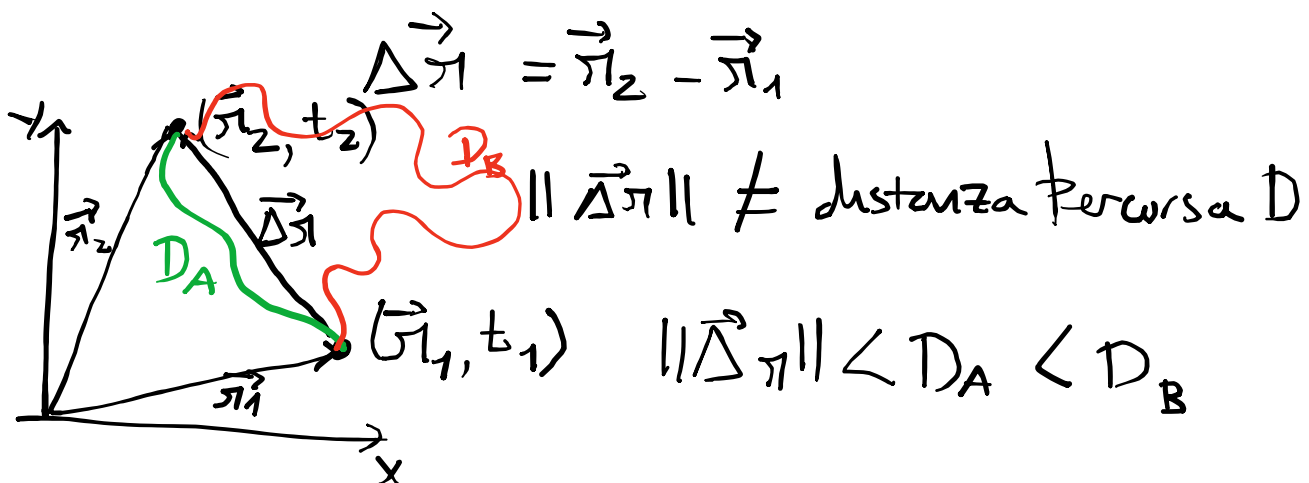 Δr⃗ = r⃗₂ - r⃗₁
y
(r⃗₂, t₂)
D_B
||Δr⃗|| ≠ distanza percorsa D
r⃗₂
Δr⃗
D_A
(r⃗₁, t₁)
||Δr⃗|| < D_A < D_B
r⃗₁
x